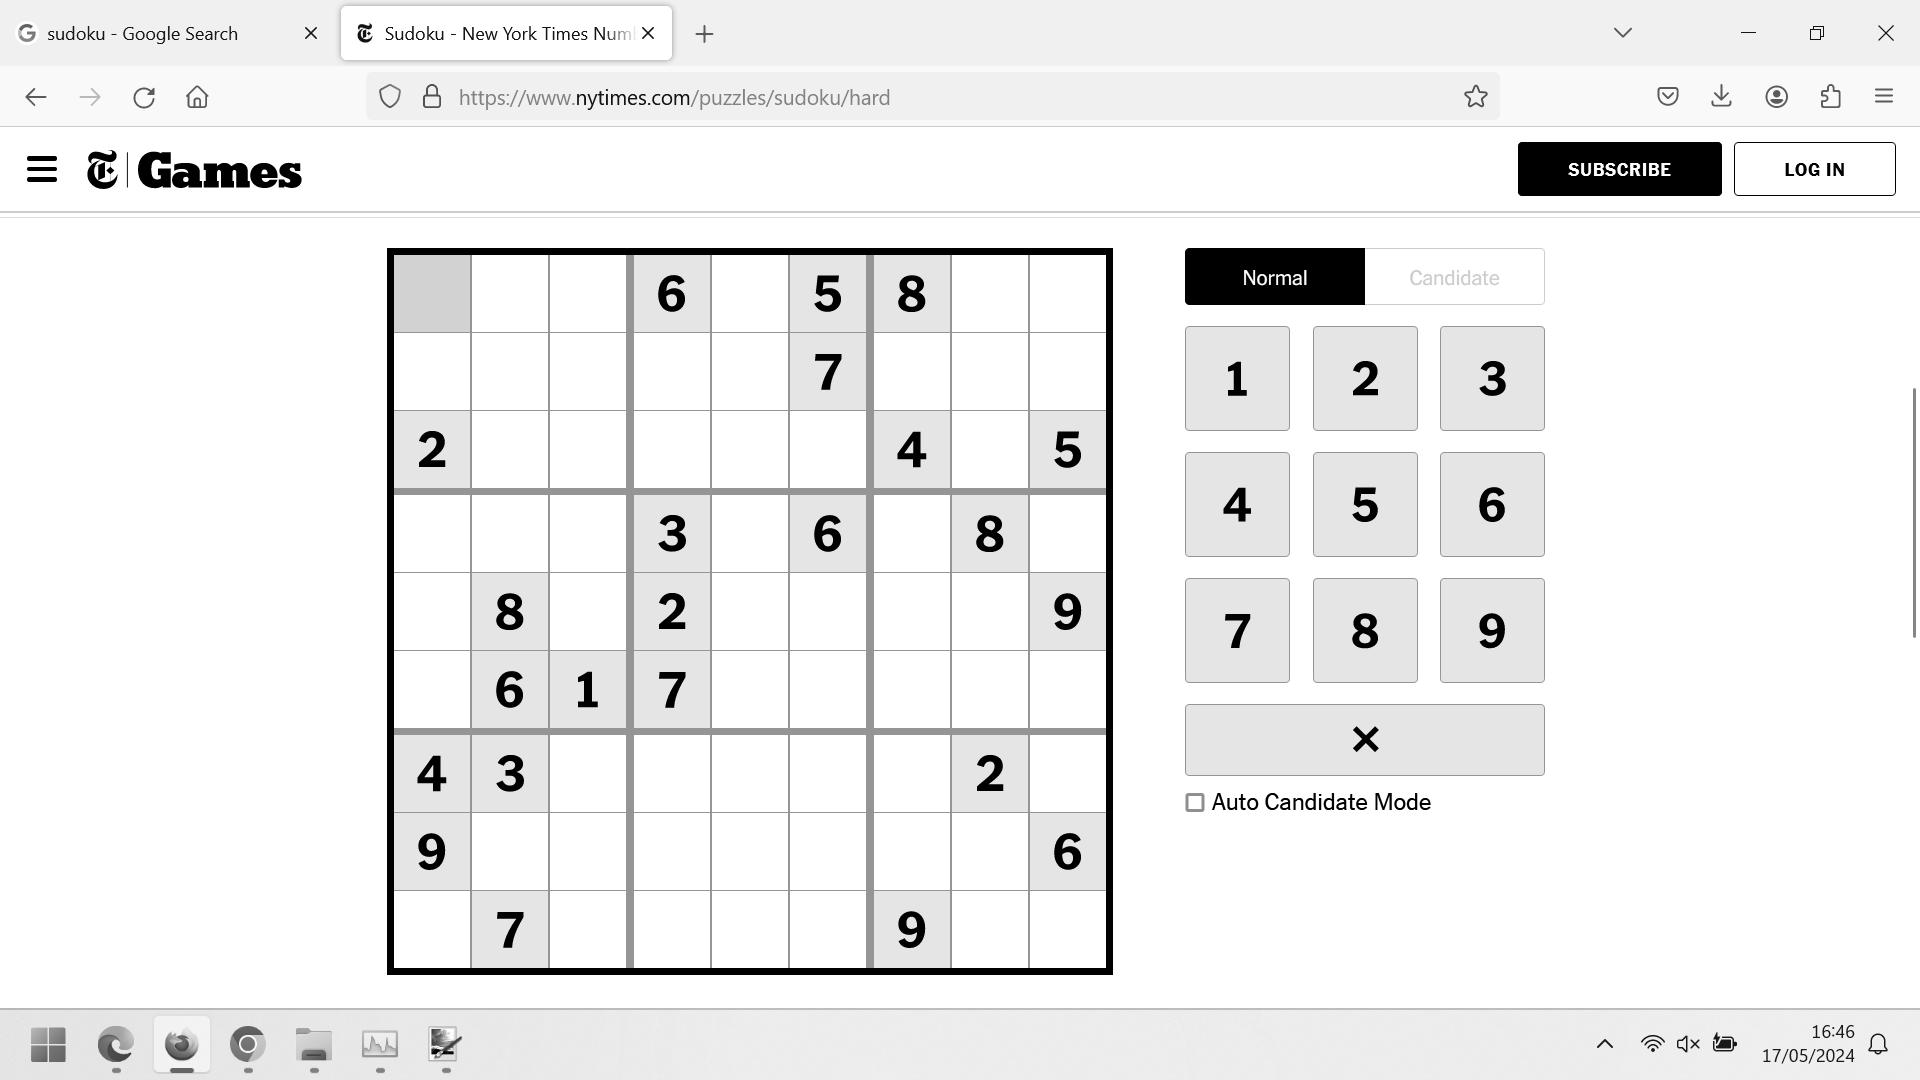 sudoku - Google Search
Sudoku - New York Times Num
https://www.nytimes.com/puzzles/sudoku/hard
Games
SUBSCRIBE
LOG IN
6 5 8
7
2 4 5
3 6 8
8 2 9
6 1 7
4 3 2
9 6
7 9
Normal
Candidate
1 2 3
4 5 6
7 8 9
Auto Candidate Mode
16:46
17/05/2024